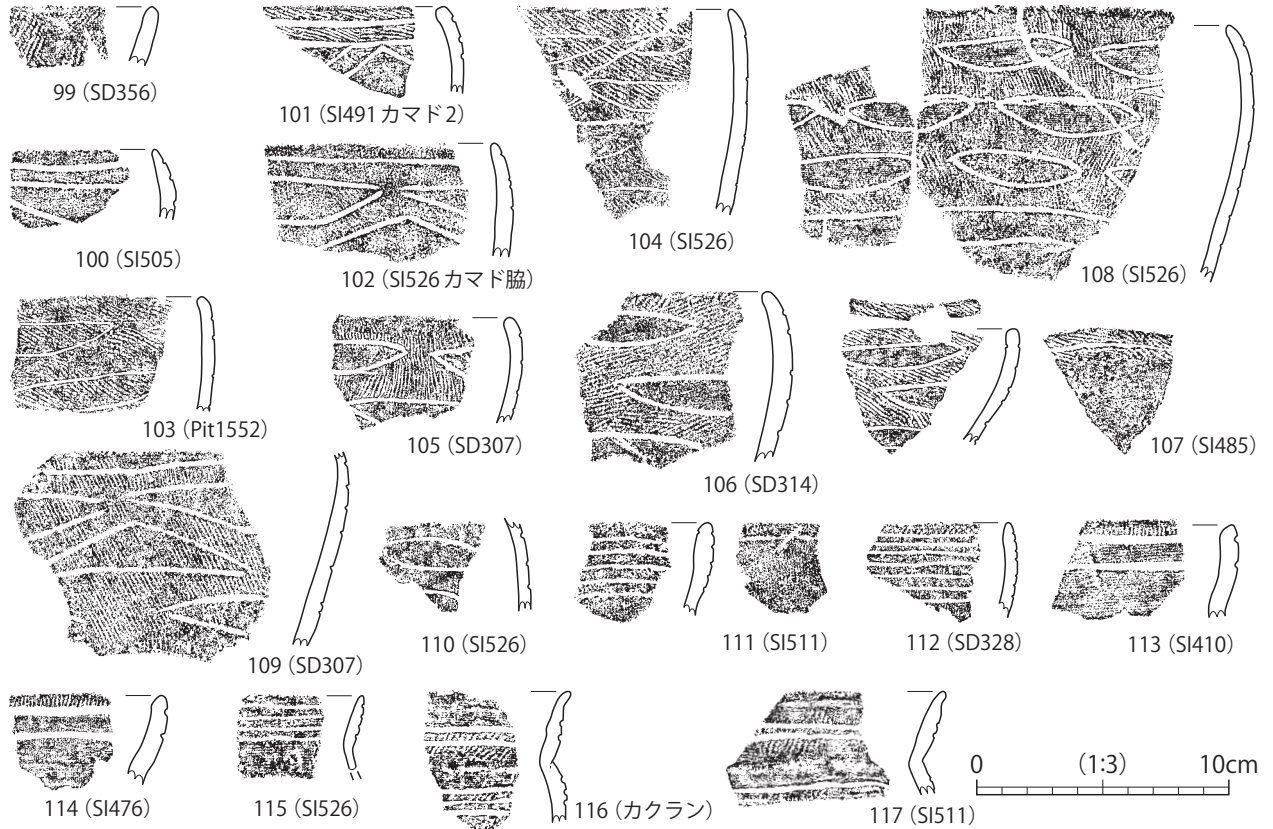 99（SD356）
101（SI491 カマド 2）
104（SI526）
108（SI526）
100（SI505）
102（SI526 カマド脇）
103（Pit1552）
105（SD307）
106（SD314）
107（SI485）
109（SD307）
110（SI526）
111（SI511）
112（SD328）
113（SI410）
114（SI476）
115（SI526）
116（カクラン）
117（SI511）
0 （1:3） 10cm